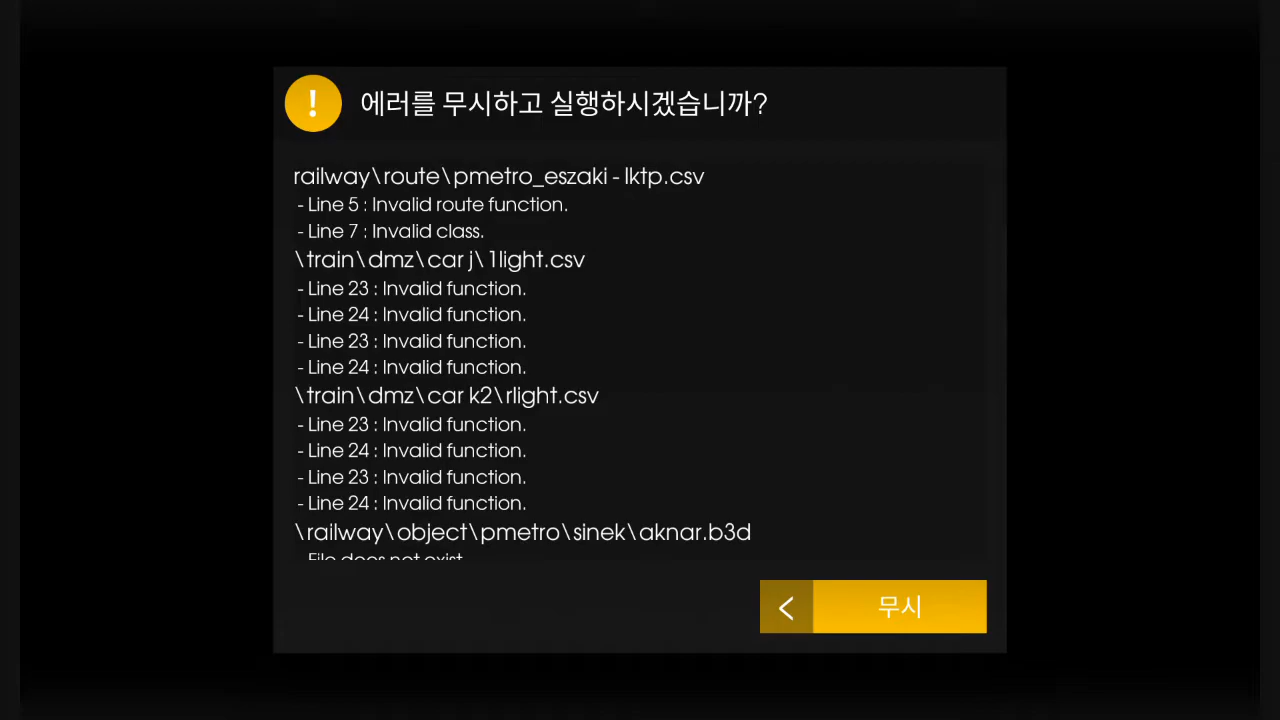 !
에러를 무시하고 실행하시겠습니까?
railway\route\pmetro_eszaki - lktp.csv
- Line 5 : Invalid route function.
- Line 7 : Invalid class.
\train\dmz\car j\1light.csv
- Line 23 : Invalid function.
- Line 24 : Invalid function.
- Line 23 : Invalid function.
- Line 24 : Invalid function.
\train\dmz\car k2\rlight.csv
- Line 23 : Invalid function.
- Line 24 : Invalid function.
- Line 23 : Invalid function.
- Line 24 : Invalid function.
\railway\object\pmetro\sinek\aknar.b3d
- File does not exist.
< 무시